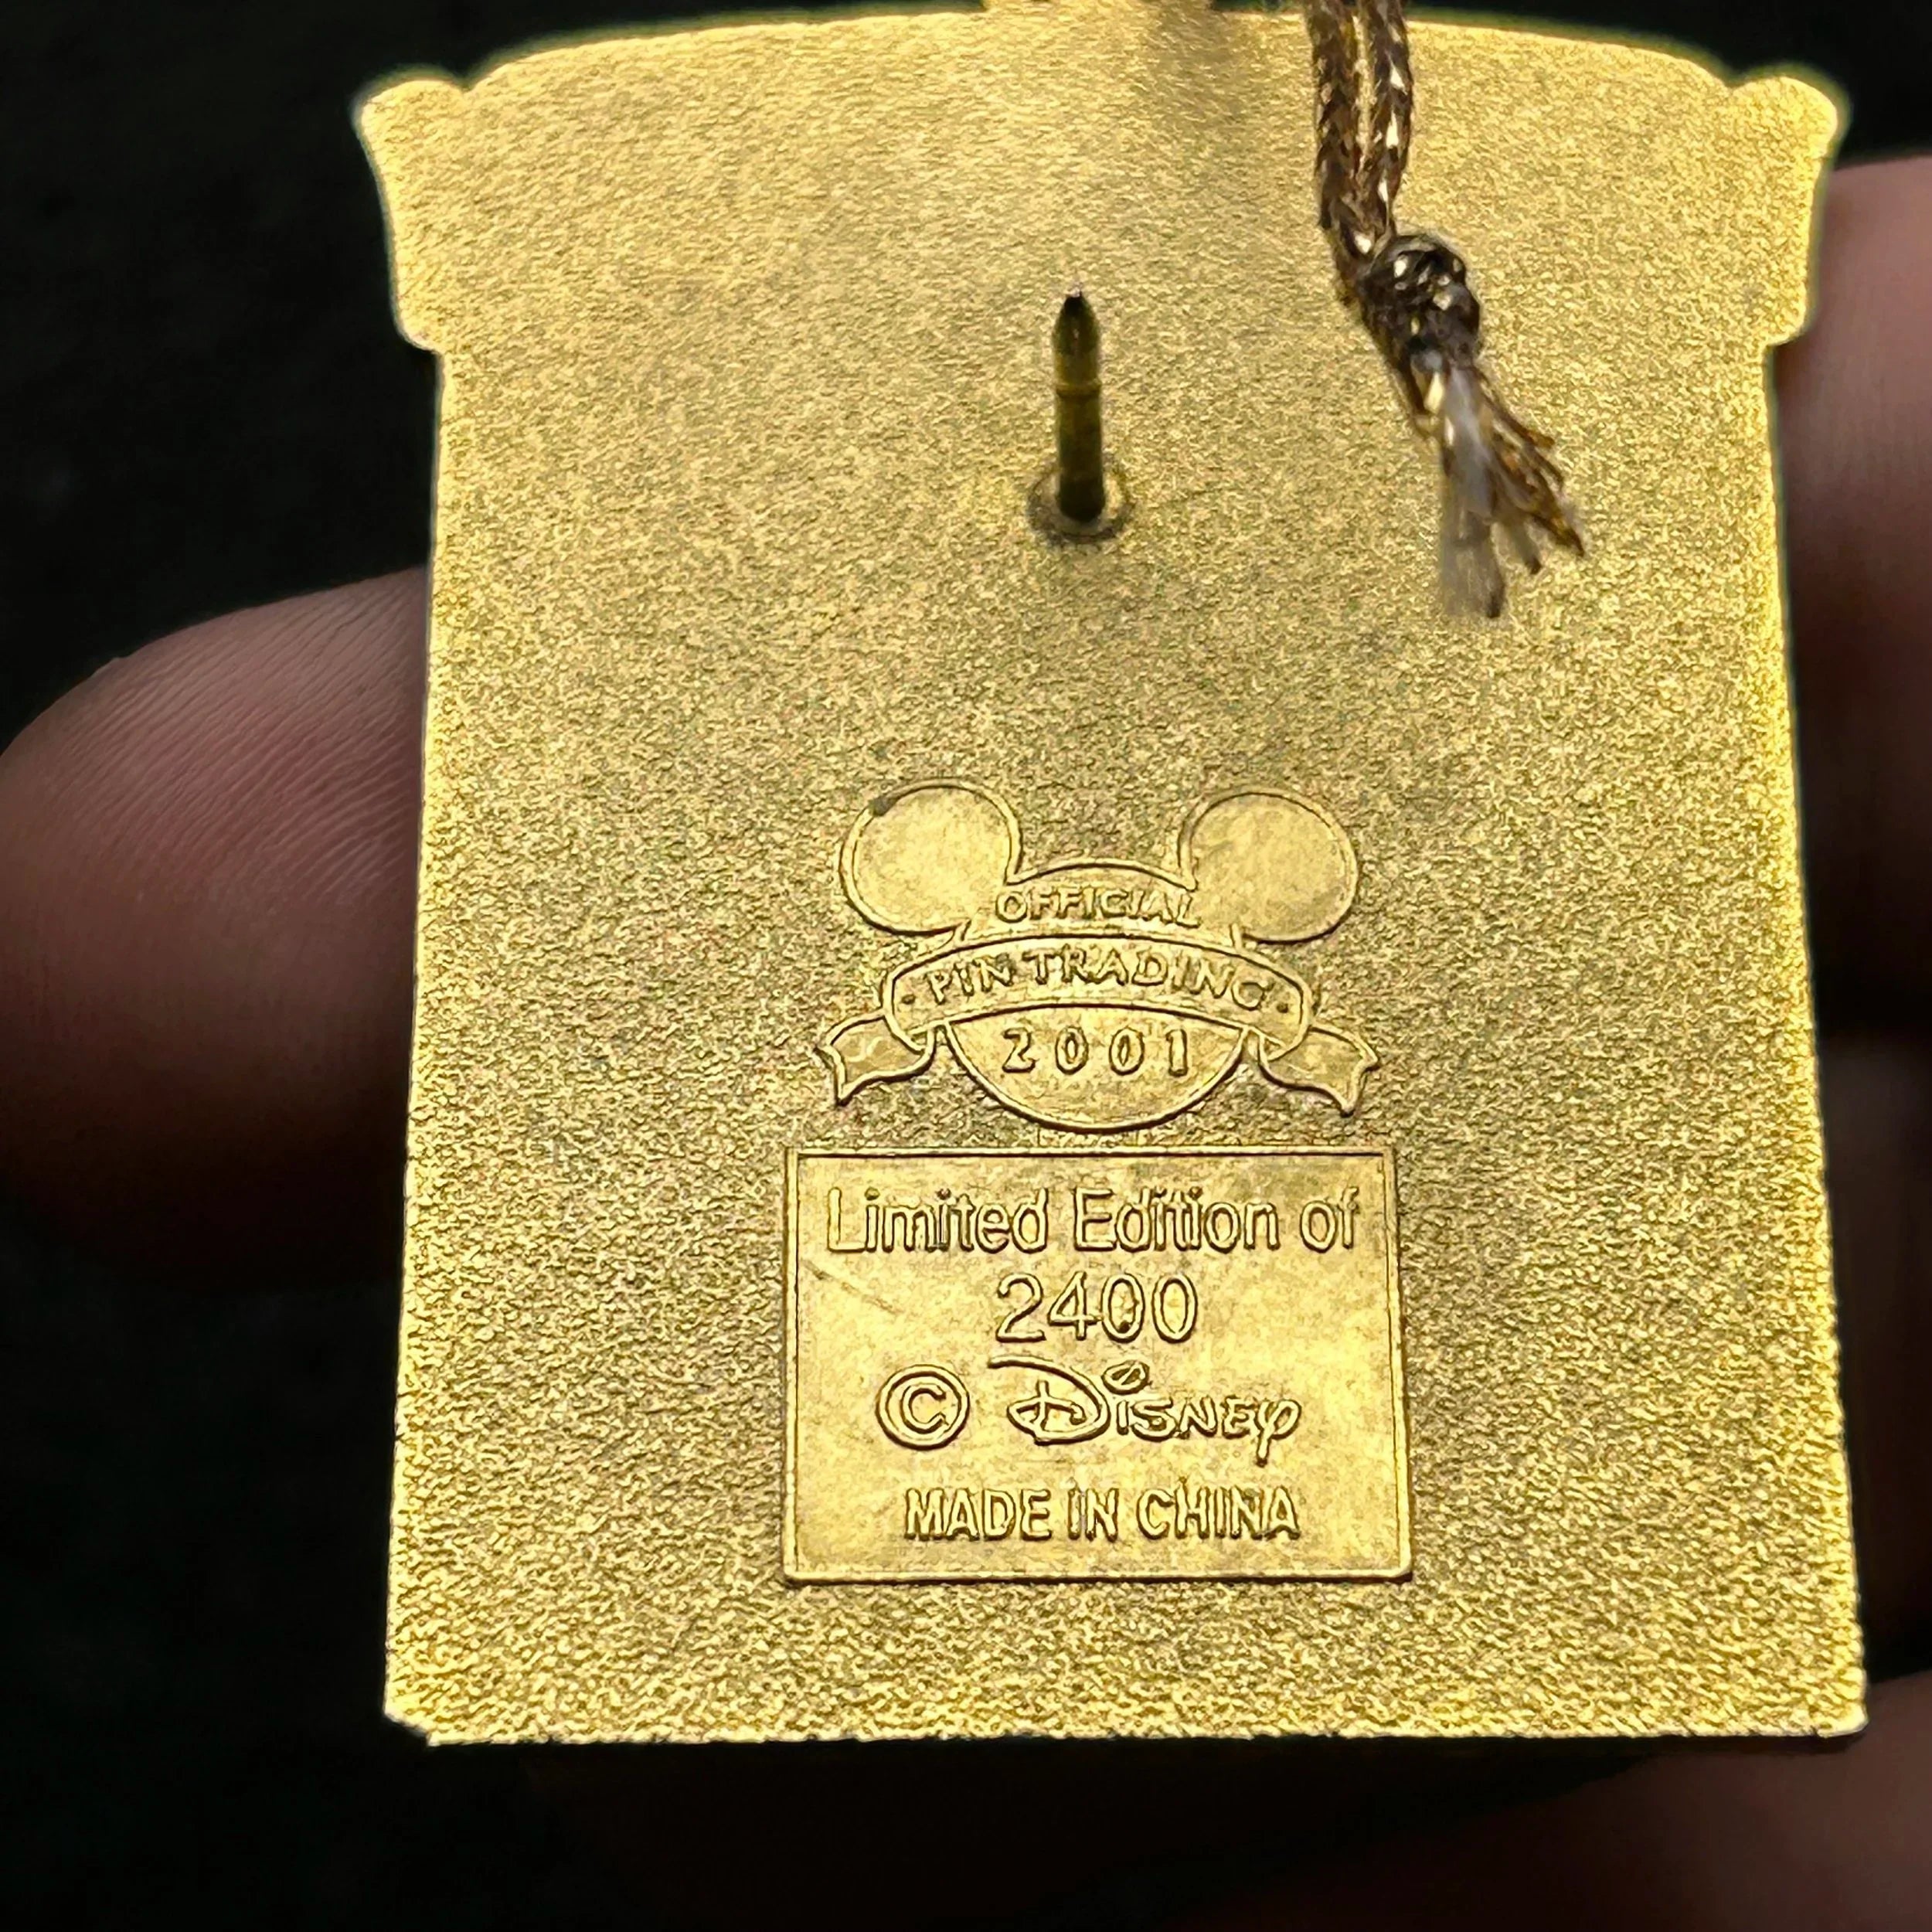 OFFICIAL
· PIN TRADING ·
2001
Limited Edition of
2400
© Disney
MADE IN CHINA